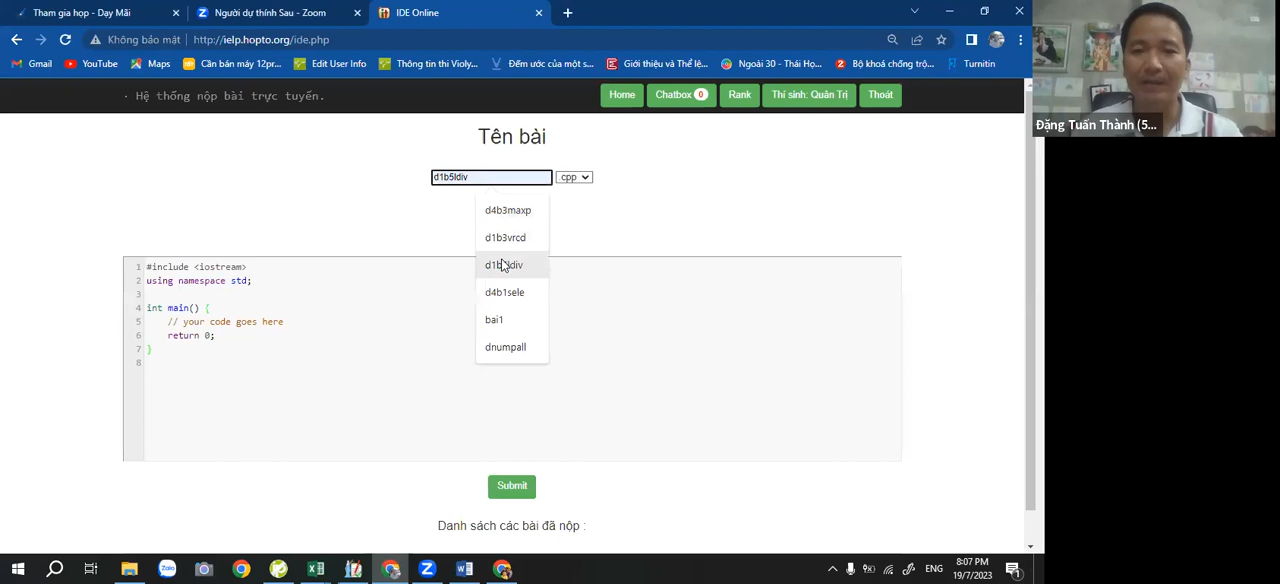 Tham gia họp - Dạy Mãi
Người dự thính Sau - Zoom
IDE Online
Không bảo mật
http://ielp.hopto.org/ide.php
Gmail
YouTube
Maps
Cần bán máy 12pr...
Edit User Info
Thông tin thi Violy...
Đếm ước của một s...
Giới thiệu và Thể lệ...
Ngoài 30 - Thái Họ...
Bộ khoá chống trộ...
Turnitin
· Hệ thống nộp bài trực tuyến.
Home
Chatbox 0
Rank
Thí sinh: Quản Trị
Thoát
Đặng Tuấn Thành (5...
Tên bài
d1b5ldiv
cpp
d4b3maxp
d1b3vrcd
d4b1sele
bai1
dnumpall
1 #include <iostream>
2 using namespace std;
3
4 int main() {
5 // your code goes here
6 return 0;
7 }
8
Submit
Danh sách các bài đã nộp :
Zalo
ENG
8:07 PM
19/7/2023
1